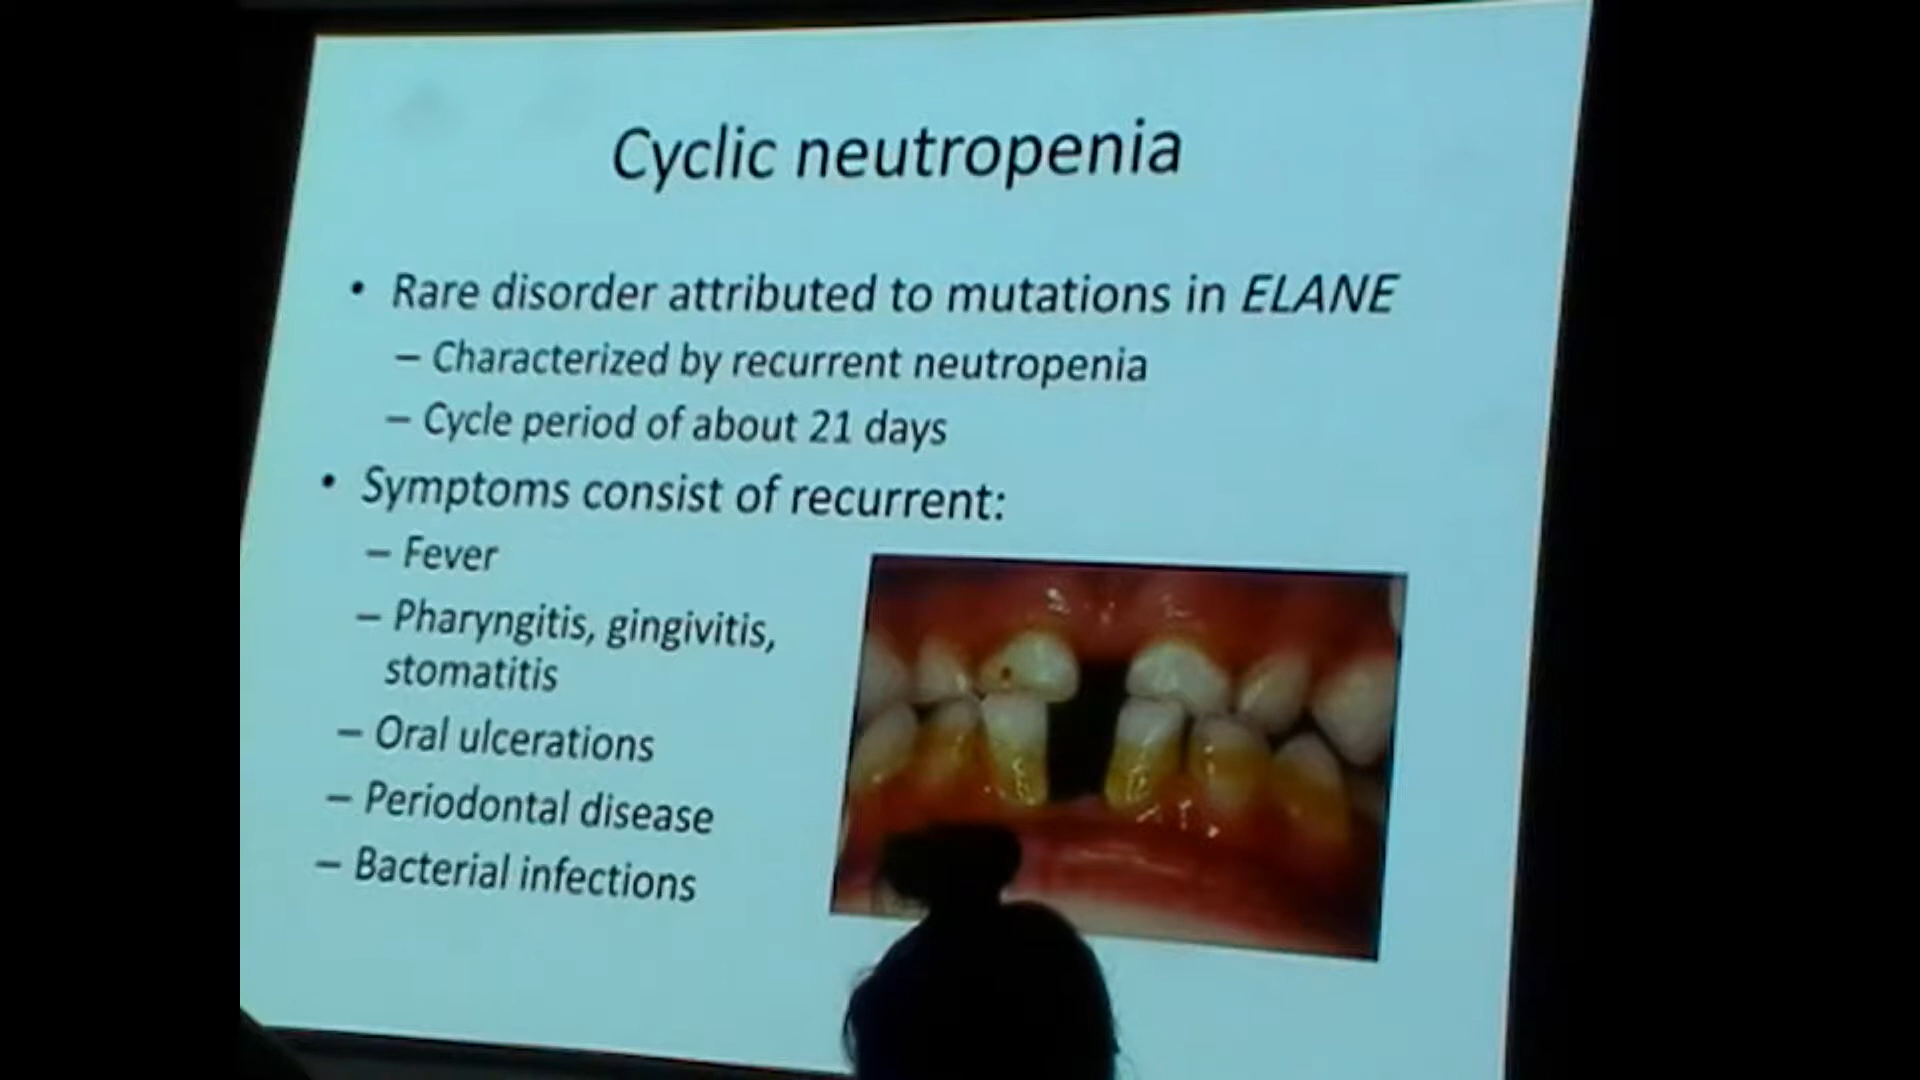 Cyclic neutropenia
• Rare disorder attributed to mutations in ELANE
– Characterized by recurrent neutropenia
– Cycle period of about 21 days
• Symptoms consist of recurrent:
– Fever
– Pharyngitis, gingivitis,
stomatitis
– Oral ulcerations
– Periodontal disease
– Bacterial infections